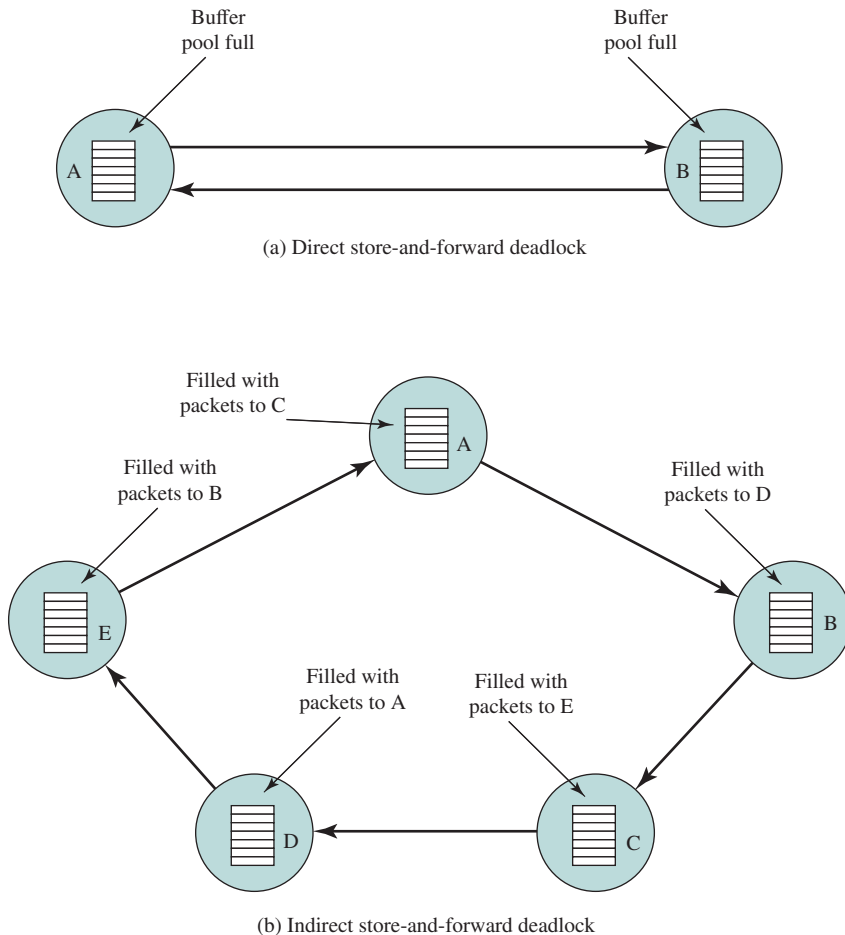 Buffer
pool full
Buffer
pool full
A
B
(a) Direct store-and-forward deadlock
Filled with
packets to C
A
Filled with
packets to B
Filled with
packets to D
E
B
Filled with
packets to A
Filled with
packets to E
D
C
(b) Indirect store-and-forward deadlock